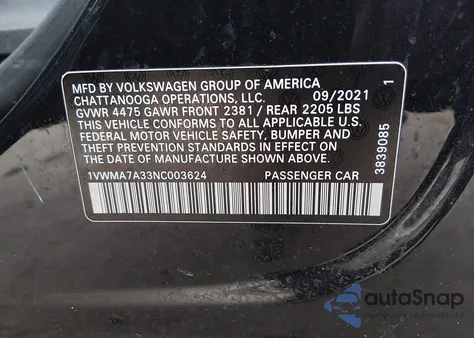 MFD BY VOLKSWAGEN GROUP OF AMERICA
CHATTANOOGA OPERATIONS, LLC. 09/2021
GVWR 4475 GAWR FRONT 2381 / REAR 2205 LBS
THIS VEHICLE CONFORMS TO ALL APPLICABLE
FEDERAL MOTOR VEHICLE SAFETY, BUMPER AND
THEFT PREVENTION STANDARDS IN EFFECT ON
THE DATE OF MANUFACTURE SHOWN ABOVE.
1VWMA7A33NC003624 PASSENGER CAR
1
3839085
autoSnap